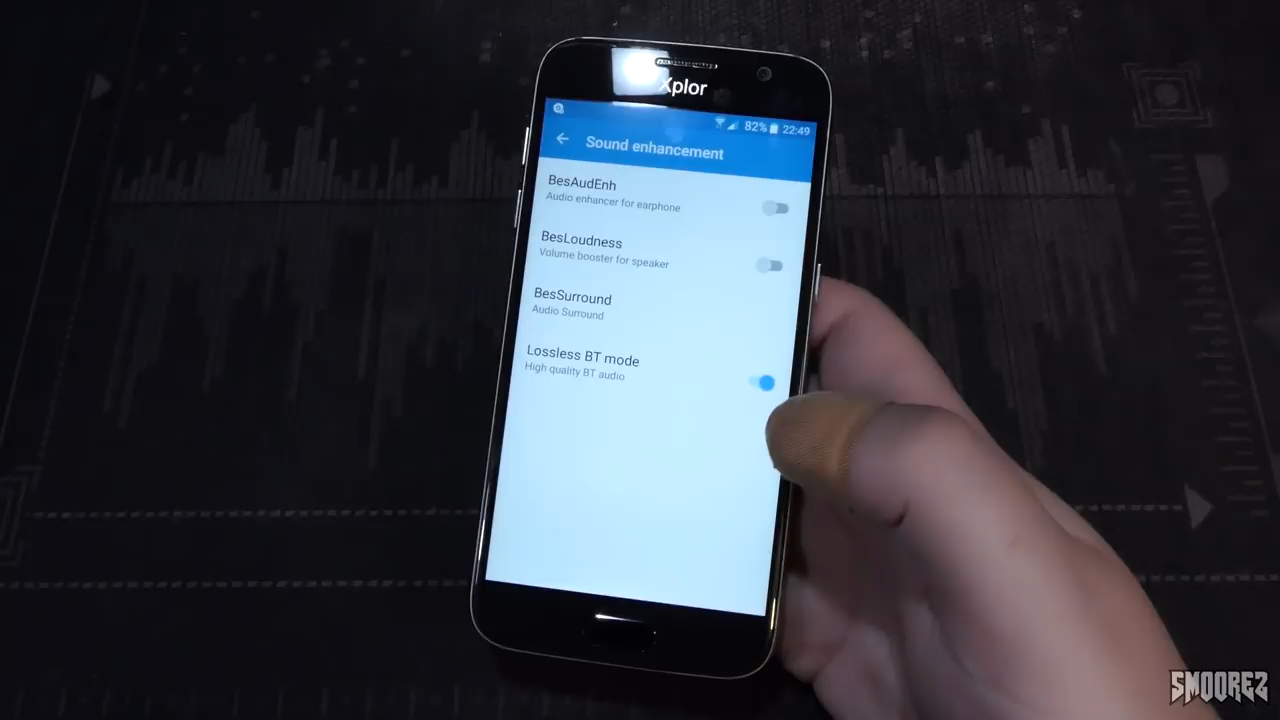 Xplor
82% 22:49
Sound enhancement
BesAudEnh
Audio enhancer for earphone
BesLoudness
Volume booster for speaker
BesSurround
Audio Surround
Lossless BT mode
High quality BT audio
SMOOREZ